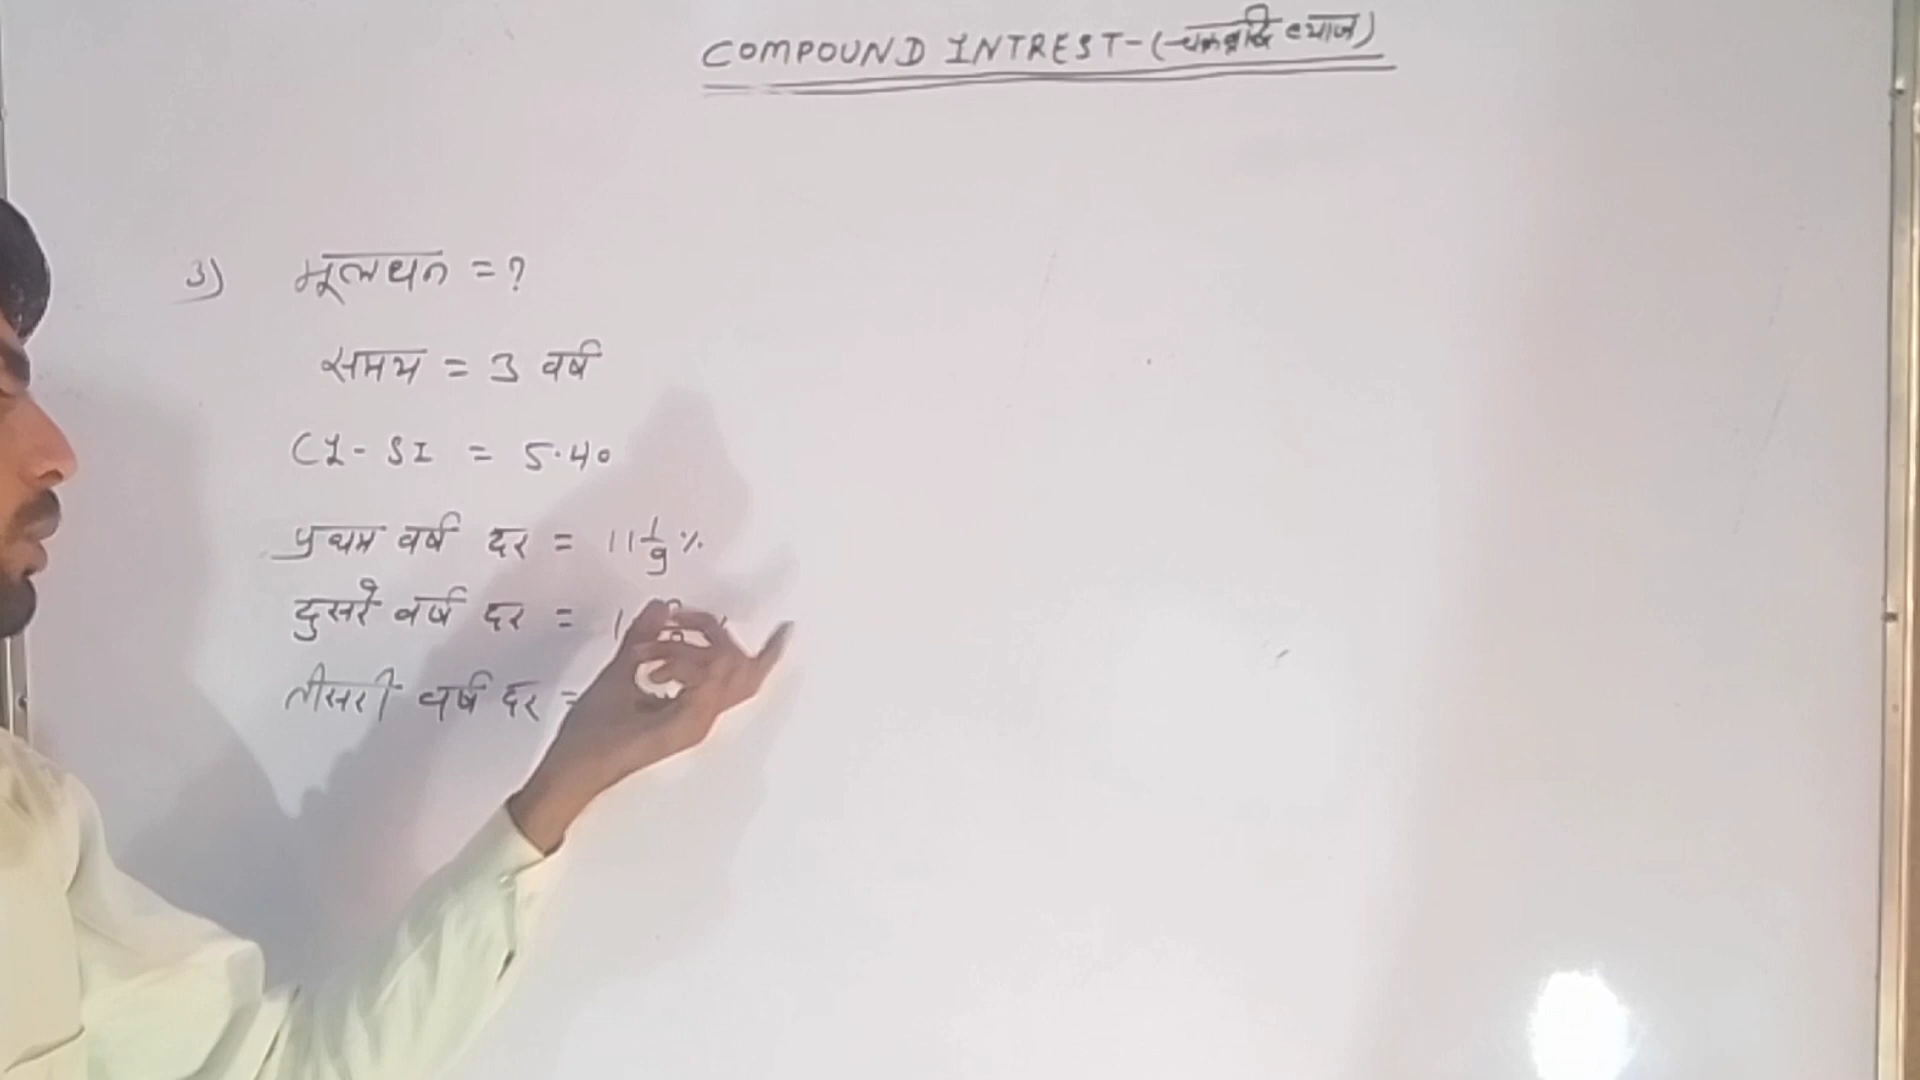 COMPOUND INTREST-(चक्रवृद्धि ब्याज)
3) मूलधन = ?
समय = 3 वर्ष
CI - SI = 5.40
प्रथम वर्ष दर = 11 1/9 %
दुसरे वर्ष दर =
तीसरी वर्ष दर =